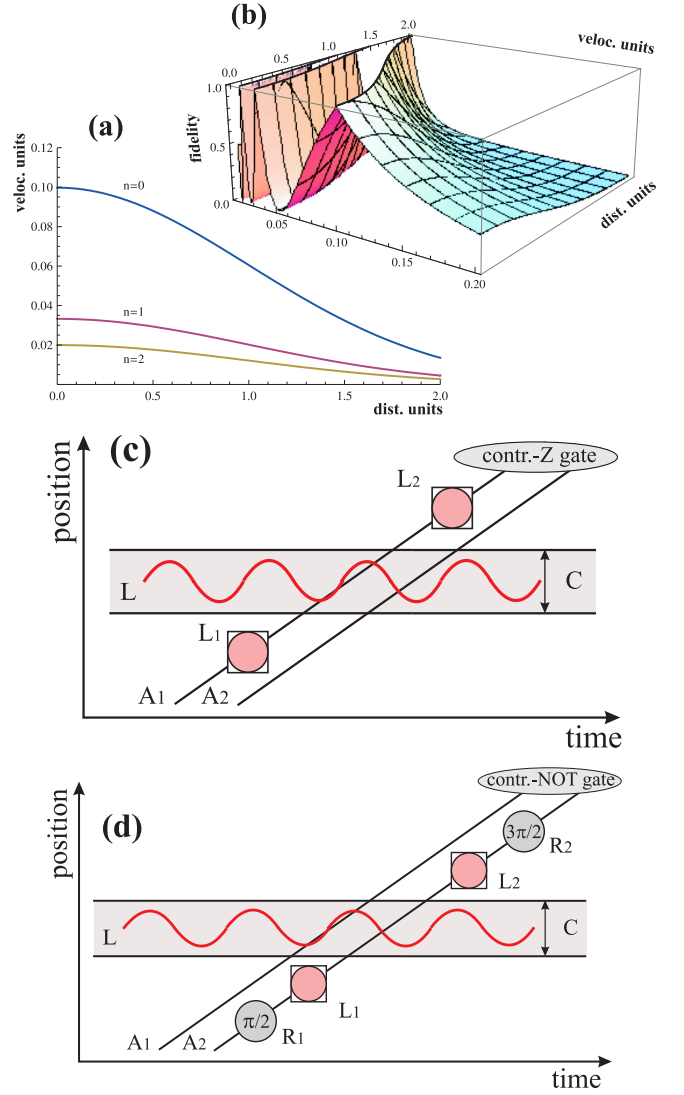 (b)
veloc. units
0.0
0.5
1.0
1.5
2.0
1.0
0.5
0.0
fidelity
0.05
0.10
0.15
0.20
dist. units
(a)
veloc. units
0.12
0.10
0.08
0.06
0.04
0.02
n=0
n=1
n=2
0.0
0.5
1.0
1.5
2.0
dist. units
(c)
position
contr.-Z gate
L2
L
C
L1
A1
A2
time
(d)
position
contr.-NOT gate
3π/2
R2
L2
L
C
L1
π/2
R1
A1
A2
time